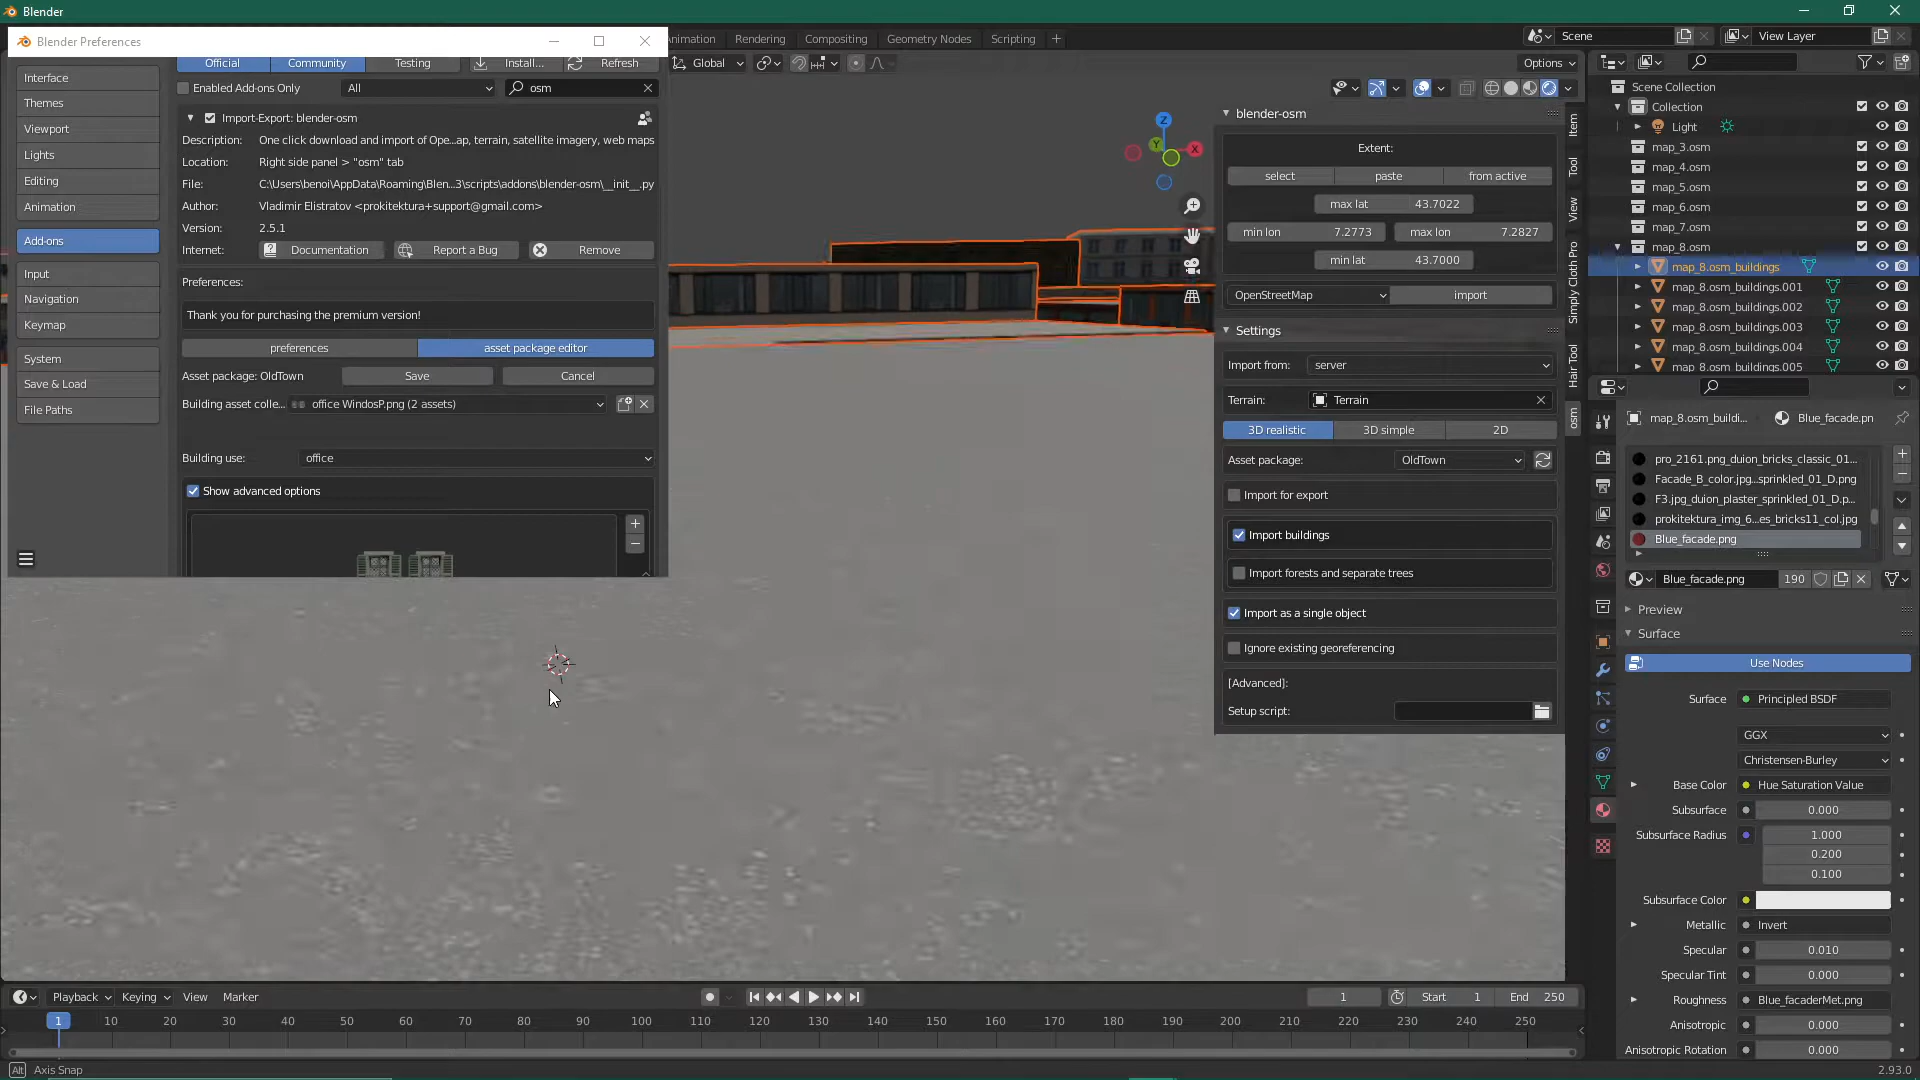 Blender
Blender Preferences
Animation Rendering Compositing Geometry Nodes Scripting
Scene
View Layer
Official Community Testing Install... Refresh
Global
Options
Interface
Themes
Viewport
Lights
Editing
Animation
Add-ons
Input
Navigation
Keymap
System
Save & Load
File Paths
Enabled Add-ons Only All osm
Import-Export: blender-osm
Description: One click download and import of Ope...ap, terrain, satellite imagery, web maps
Location: Right side panel > "osm" tab
File: C:\Users\benoi\AppData\Roaming\Blen...3\scripts\addons\blender-osm\__init__.py
Author: Vladimir Elistratov <prokitektura+support@gmail.com>
Version: 2.5.1
Internet: Documentation Report a Bug Remove
Preferences:
Thank you for purchasing the premium version!
preferences asset package editor
Asset package: OldTown Save Cancel
Building asset colle... office WindosP.png (2 assets)
Building use: office
Show advanced options
Z
Y
X
blender-osm
Extent:
select paste from active
max lat 43.7022
min lon 7.2773 max lon 7.2827
min lat 43.7000
OpenStreetMap import
Settings
Import from: server
Terrain: Terrain
3D realistic 3D simple 2D
Asset package: OldTown
Import for export
Import buildings
Import forests and separate trees
Import as a single object
Ignore existing georeferencing
[Advanced]:
Setup script:
Item
Tool
View
Simply Cloth Pro
Hair Tool
osm
Scene Collection
Collection
Light
map_3.osm
map_4.osm
map_5.osm
map_6.osm
map_7.osm
map_8.osm
map_8.osm_buildings
map_8.osm_buildings.001
map_8.osm_buildings.002
map_8.osm_buildings.003
map_8.osm_buildings.004
map_8.osm_buildings.005
map_8.osm_buildi... Blue_facade.pn
pro_2161.png_duion_bricks_classic_01...
Facade_B_color.jpg...sprinkled_01_D.png
F3.jpg_duion_plaster_sprinkled_01_D.p...
prokitektura_img_6...es_bricks11_col.jpg
Blue_facade.png
Blue_facade.png 190
Preview
Surface
Use Nodes
Surface Principled BSDF
GGX
Christensen-Burley
Base Color Hue Saturation Value
Subsurface 0.000
Subsurface Radius 1.000
0.200
0.100
Subsurface Color
Metallic Invert
Specular 0.010
Specular Tint 0.000
Roughness Blue_facaderMet.png
Anisotropic 0.000
Anisotropic Rotation 0.000
Playback Keying View Marker
1 Start 1 End 250
1 10 20 30 40 50 60 70 80 90 100 110 120 130 140 150 160 170 180 190 200 210 220 230 240 250
Alt Axis Snap
2.93.0